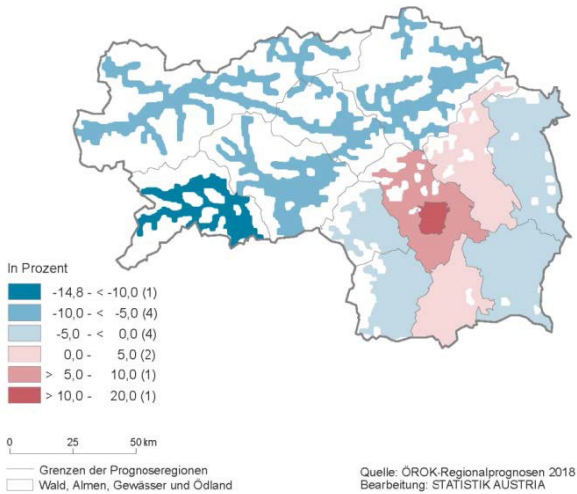 In Prozent
-14,8 - < -10,0 (1)
-10,0 - < -5,0 (4)
-5,0 - < 0,0 (4)
0,0 - 5,0 (2)
> 5,0 - 10,0 (1)
> 10,0 - 20,0 (1)
0 25 50 km
Grenzen der Prognoseregionen
Wald, Almen, Gewässer und Ödland
Quelle: ÖROK-Regionalprognosen 2018
Bearbeitung: STATISTIK AUSTRIA